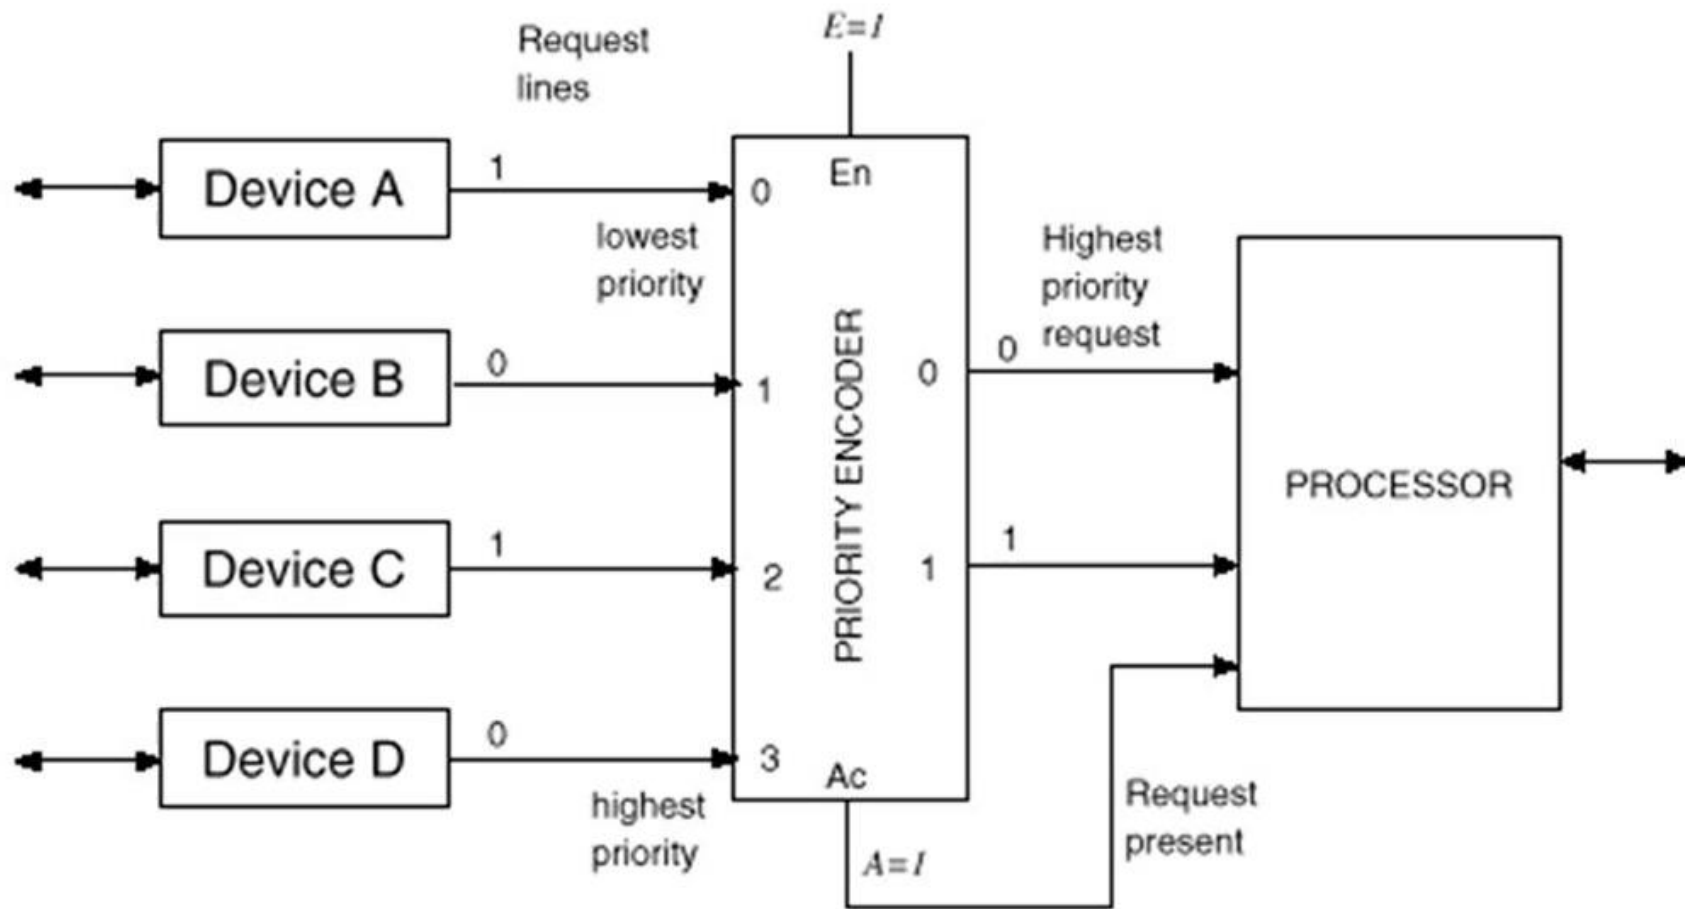 E=1
Request
lines
Device A
1
0
En
lowest
priority
Highest
priority
request
Device B
0
1
PRIORITY ENCODER
0
0
PROCESSOR
Device C
1
2
1
1
Device D
0
3
Ac
highest
priority
A=1
Request
present